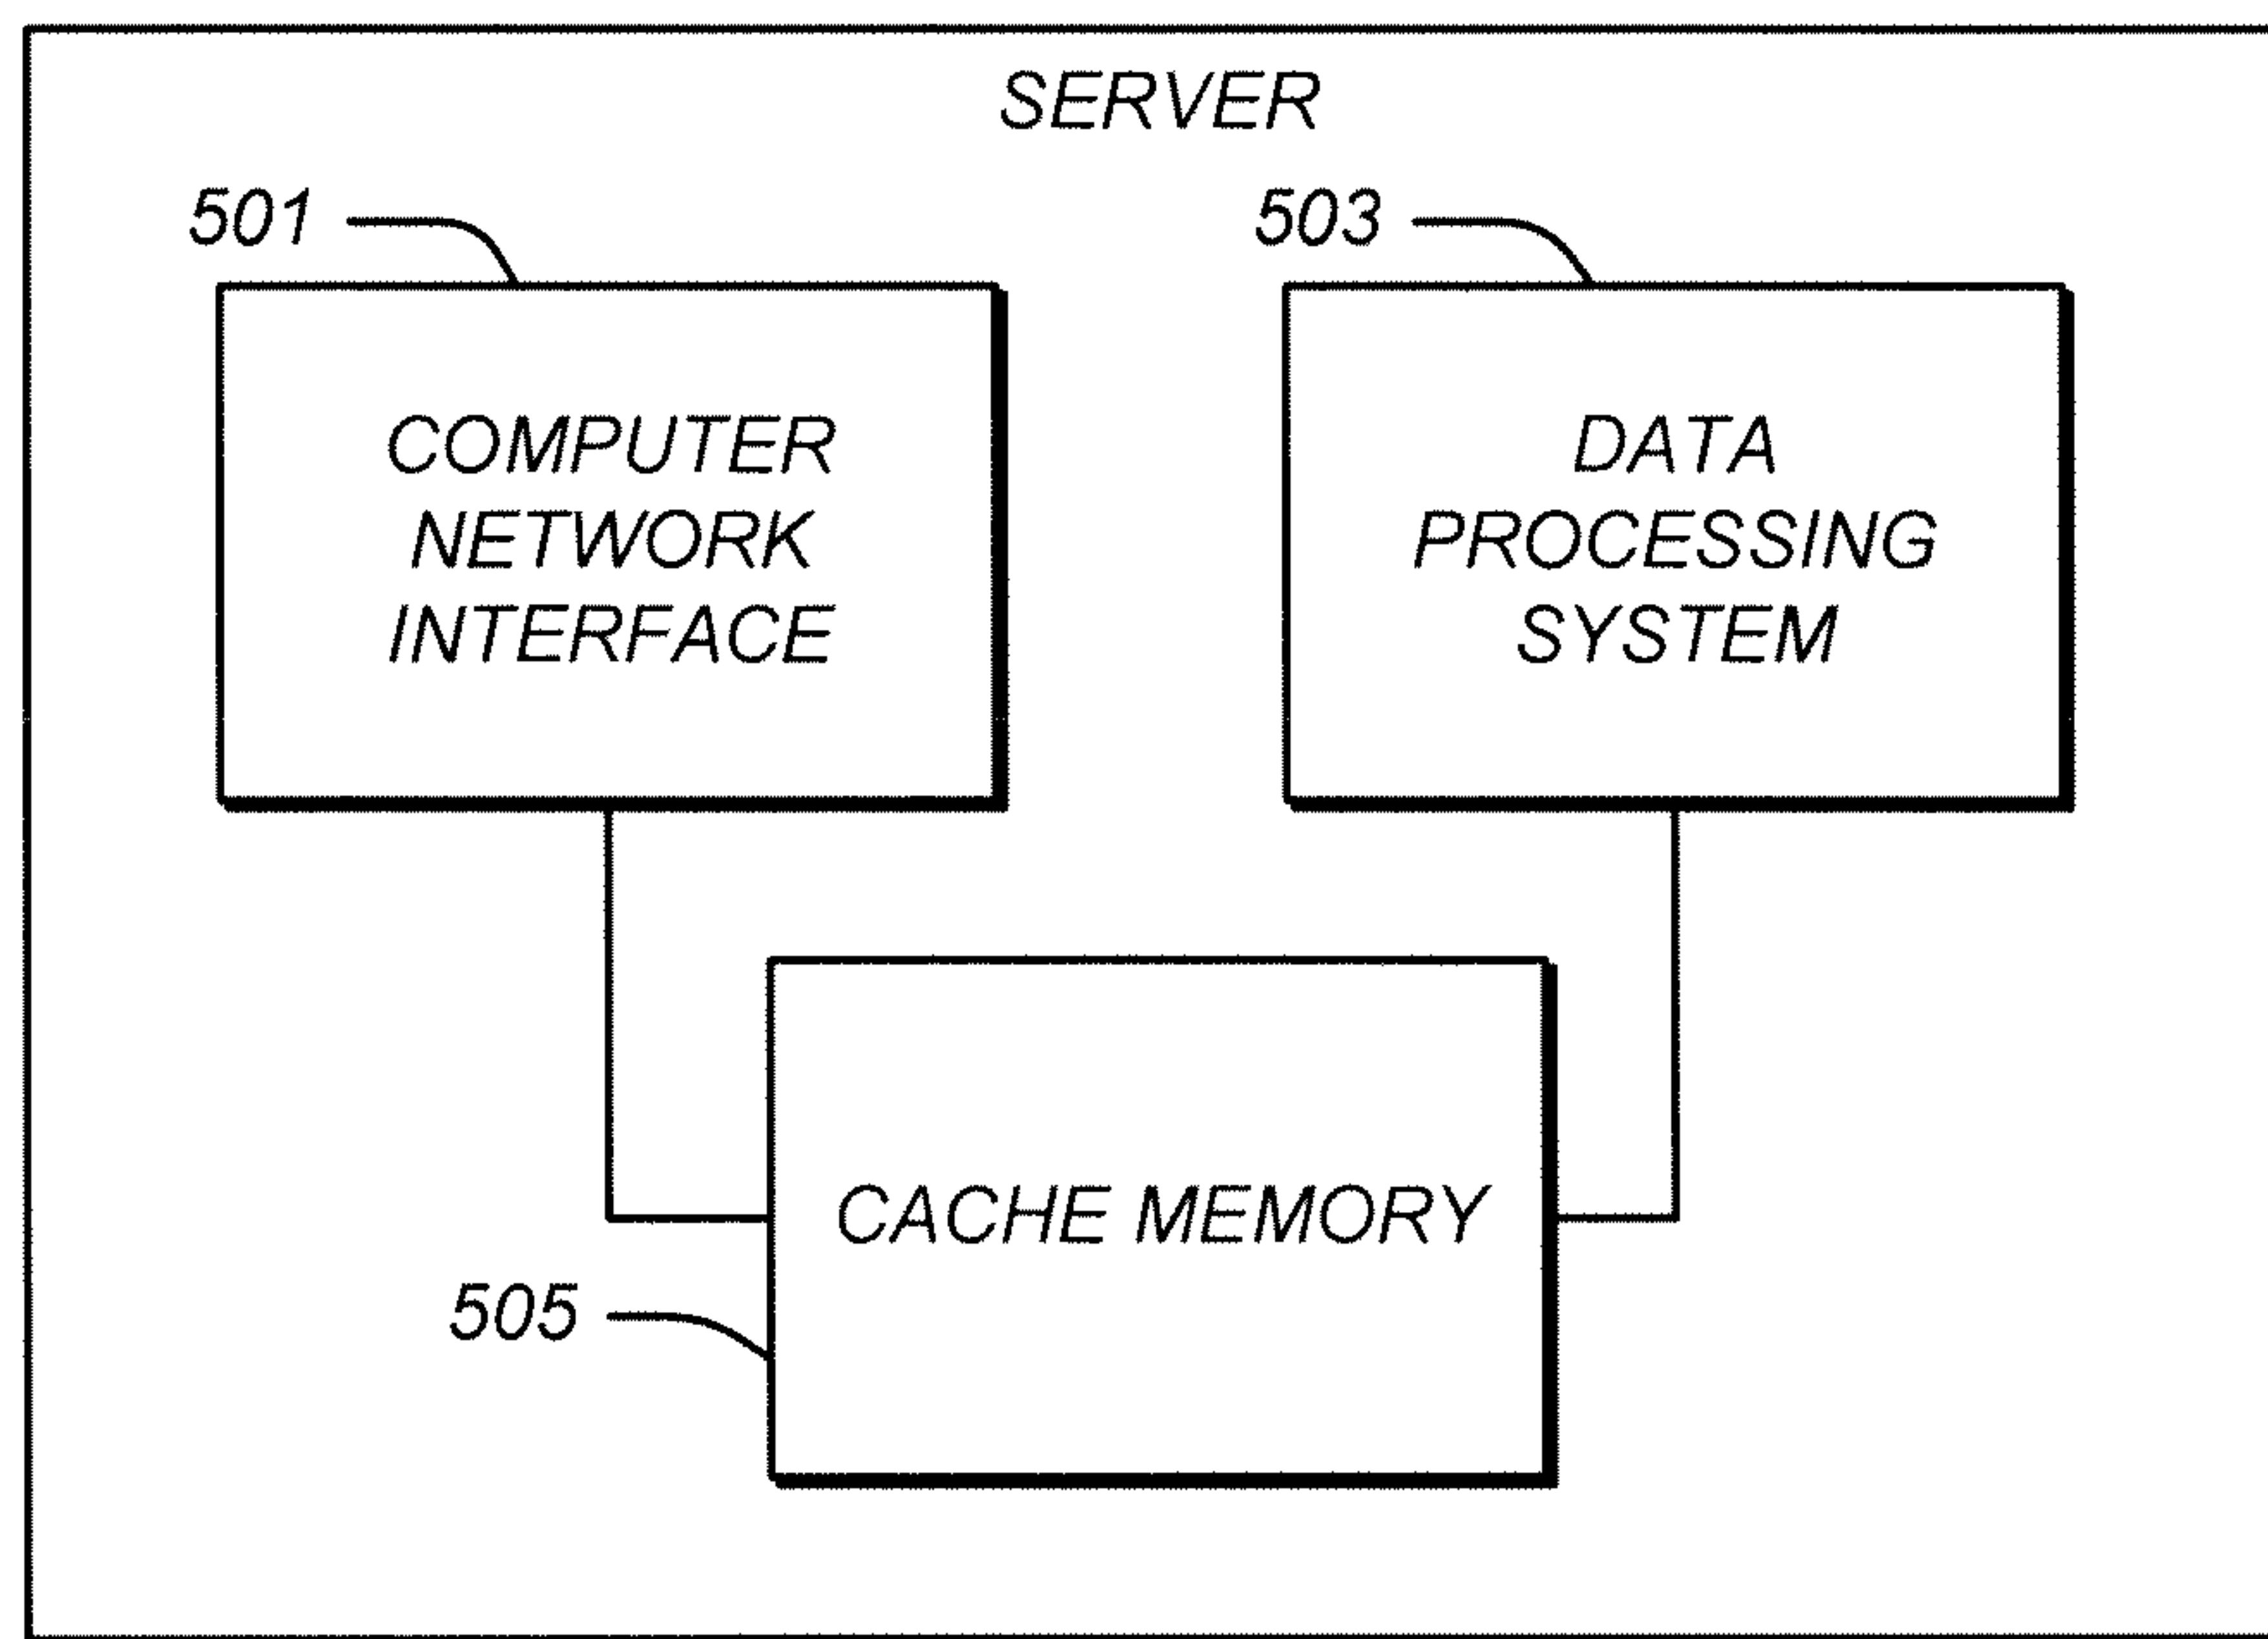 SERVER
501
503
COMPUTER
NETWORK
INTERFACE
DATA
PROCESSING
SYSTEM
CACHE MEMORY
505